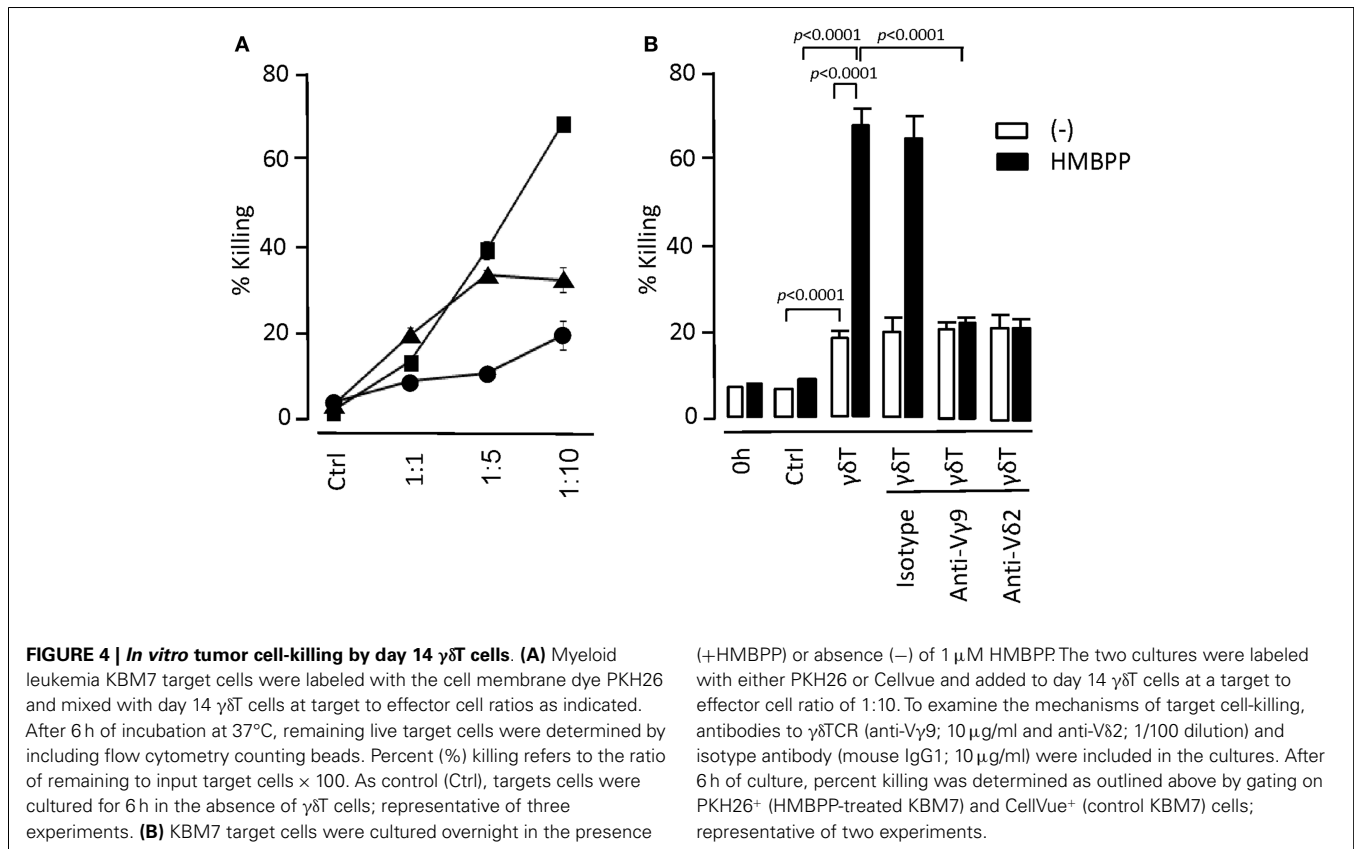 A
80
60
40
20
0
% Killing
Ctrl
1:1
1:5
1:10
B
p<0.0001
p<0.0001
p<0.0001
p<0.0001
80
60
40
20
0
% Killing
(-)
HMBPP
0h
Ctrl
γδT
γδT
γδT
γδT
Isotype
Anti-Vγ9
Anti-Vδ2
FIGURE 4 | In vitro tumor cell-killing by day 14 γδT cells. (A) Myeloid
leukemia KBM7 target cells were labeled with the cell membrane dye PKH26
and mixed with day 14 γδT cells at target to effector cell ratios as indicated.
After 6 h of incubation at 37°C, remaining live target cells were determined by
including flow cytometry counting beads. Percent (%) killing refers to the ratio
of remaining to input target cells × 100. As control (Ctrl), targets cells were
cultured for 6 h in the absence of γδT cells; representative of three
experiments. (B) KBM7 target cells were cultured overnight in the presence
(+HMBPP) or absence (−) of 1 μM HMBPP. The two cultures were labeled
with either PKH26 or Cellvue and added to day 14 γδT cells at a target to
effector cell ratio of 1:10. To examine the mechanisms of target cell-killing,
antibodies to γδTCR (anti-Vγ9; 10 μg/ml and anti-Vδ2; 1/100 dilution) and
isotype antibody (mouse IgG1; 10 μg/ml) were included in the cultures. After
6 h of culture, percent killing was determined as outlined above by gating on
PKH26⁺ (HMBPP-treated KBM7) and CellVue⁺ (control KBM7) cells;
representative of two experiments.